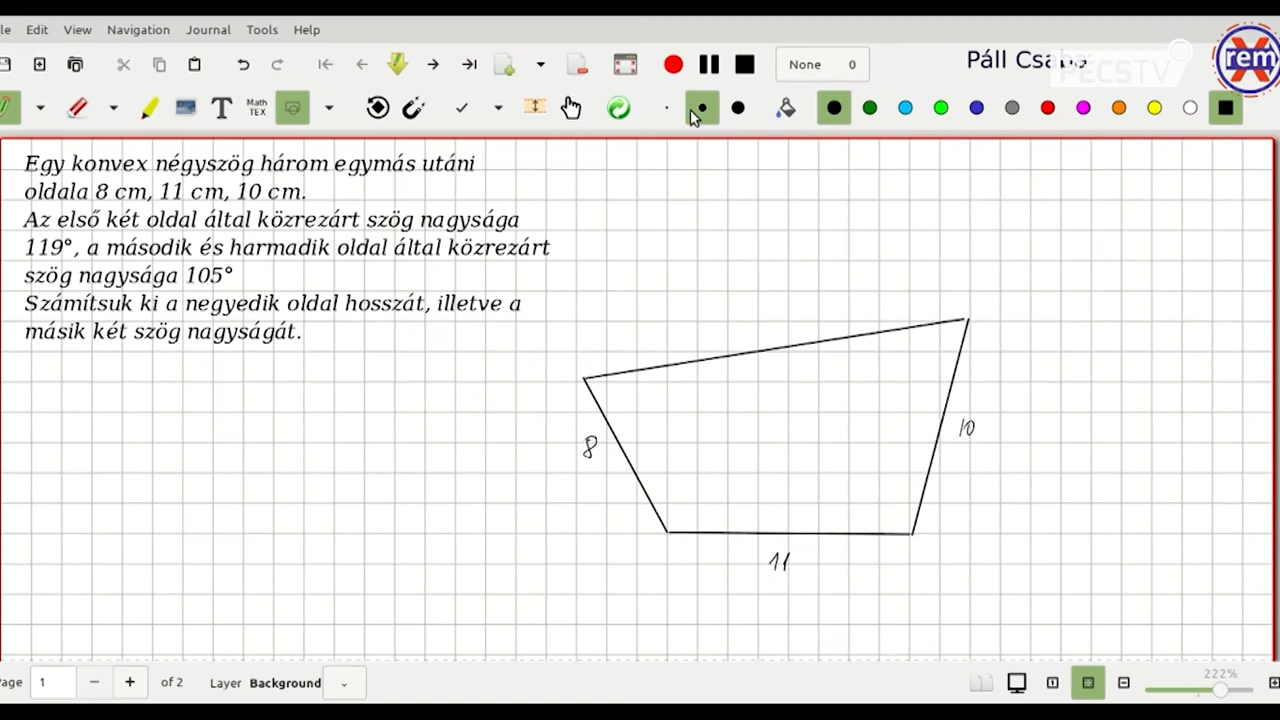 le Edit View Navigation Journal Tools Help
None 0
Páll Csaba
PÉCSTV
rem
Math
TEX
Egy konvex négyszög három egymás utáni
oldala 8 cm, 11 cm, 10 cm.
Az első két oldal által közrezárt szög nagysága
119°, a második és harmadik oldal által közrezárt
szög nagysága 105°
Számítsuk ki a negyedik oldal hosszát, illetve a
másik két szög nagyságát.
8
10
11
age 1 of 2 Layer Background 222%